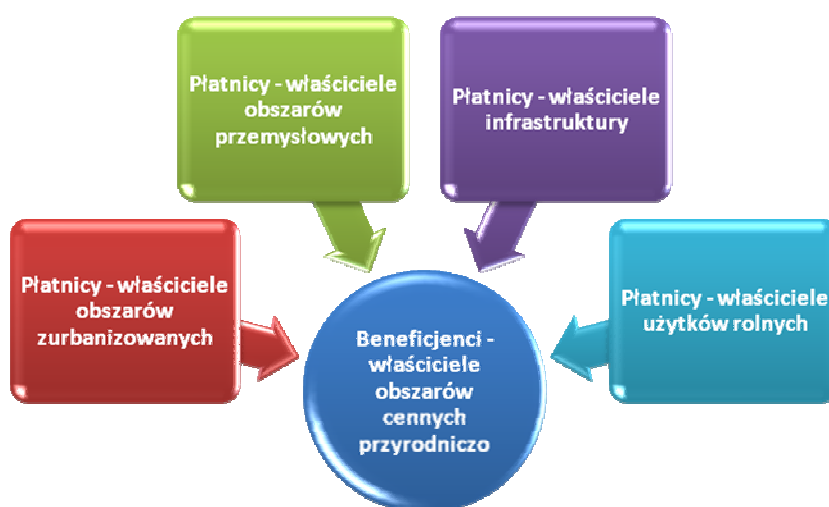 Płatnicy - właściciele
obszarów
przemysłowych
Płatnicy - właściciele
infrastruktury
Płatnicy - właściciele
obszarów
zurbanizowanych
Płatnicy - właściciele
użytków rolnych
Beneficjenci -
właściciele
obszarów
cennych
przyrodniczo